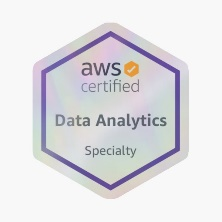 aws
certified
Data Analytics
Specialty